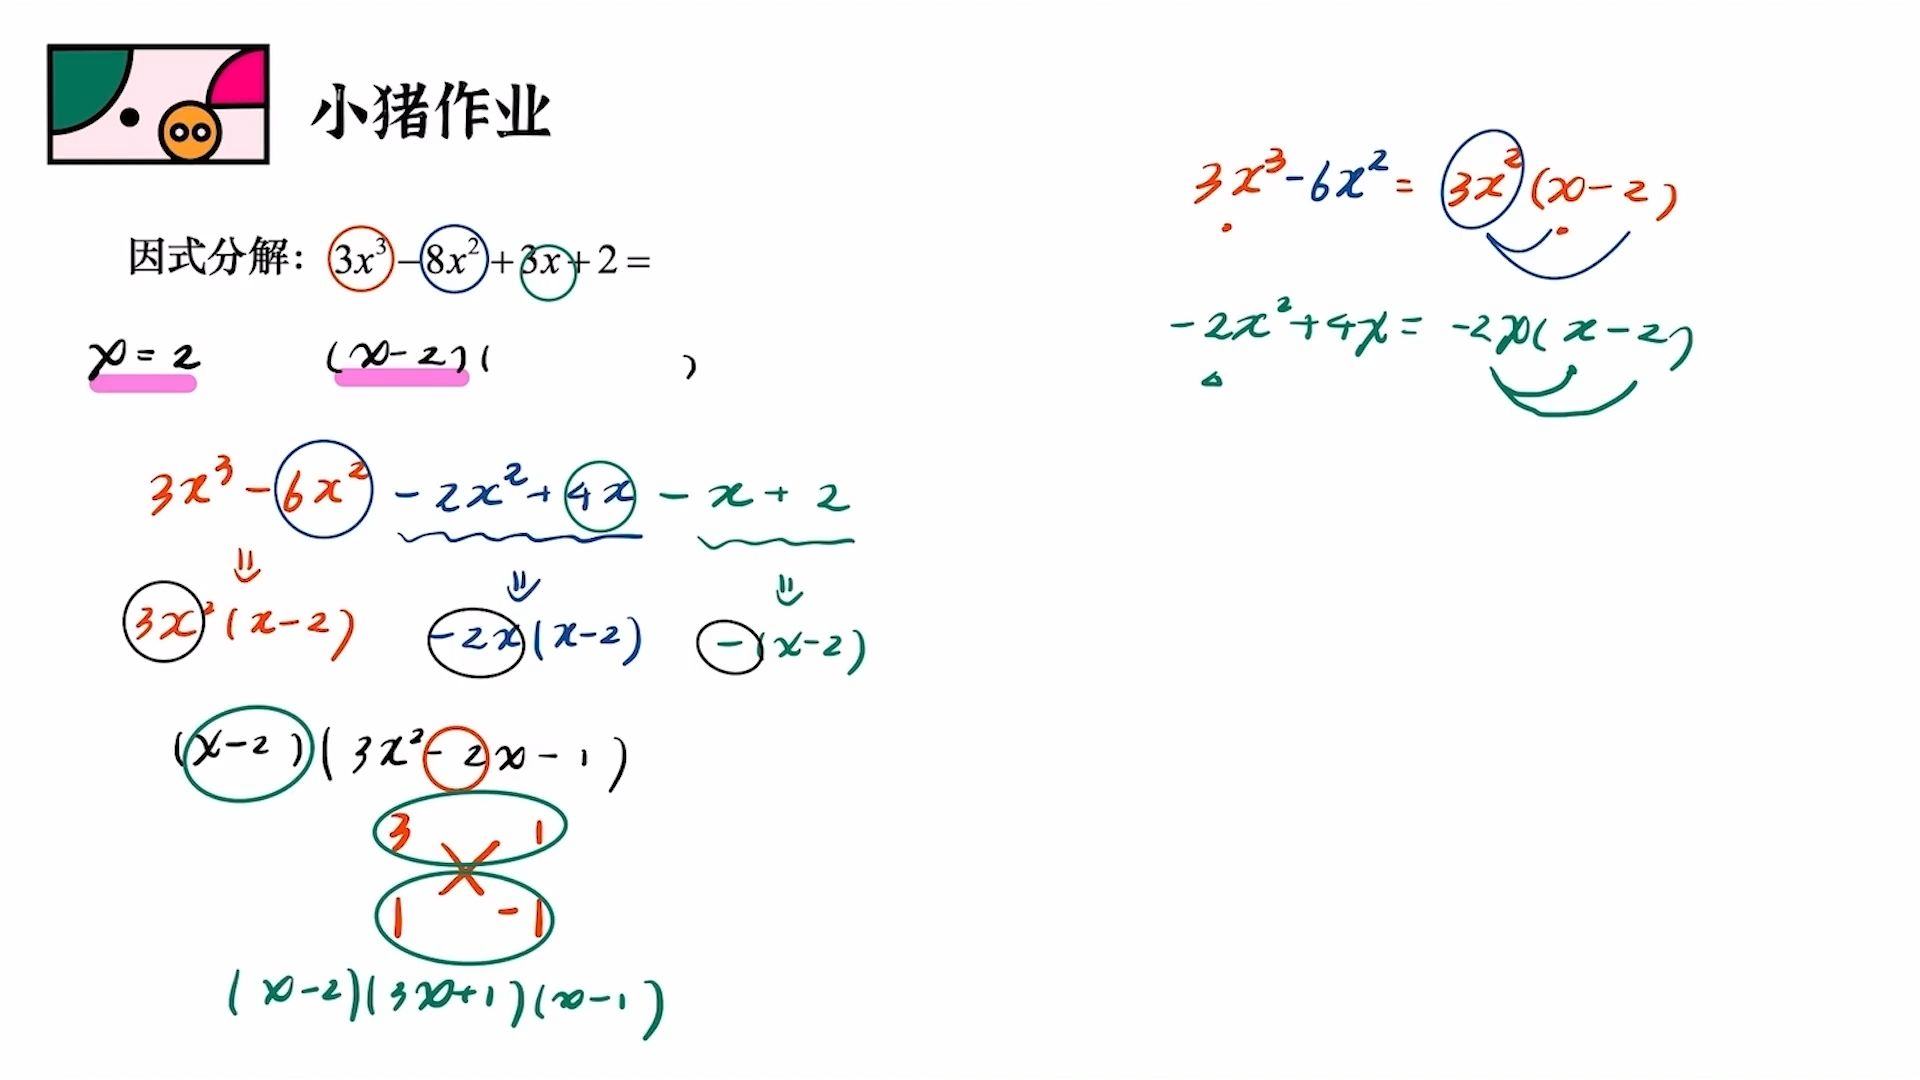 小猪作业
因式分解：3x³−8x²+3x+2=
x=2 (x-2)( )
3x³-6x²-2x²+4x-x+2
3x²(x-2) -2x(x-2) -(x-2)
(x-2)(3x²-2x-1)
3 1
1 -1
(x-2)(3x+1)(x-1)
3x³-6x²=3x²(x-2)
-2x²+4x=-2x(x-2)